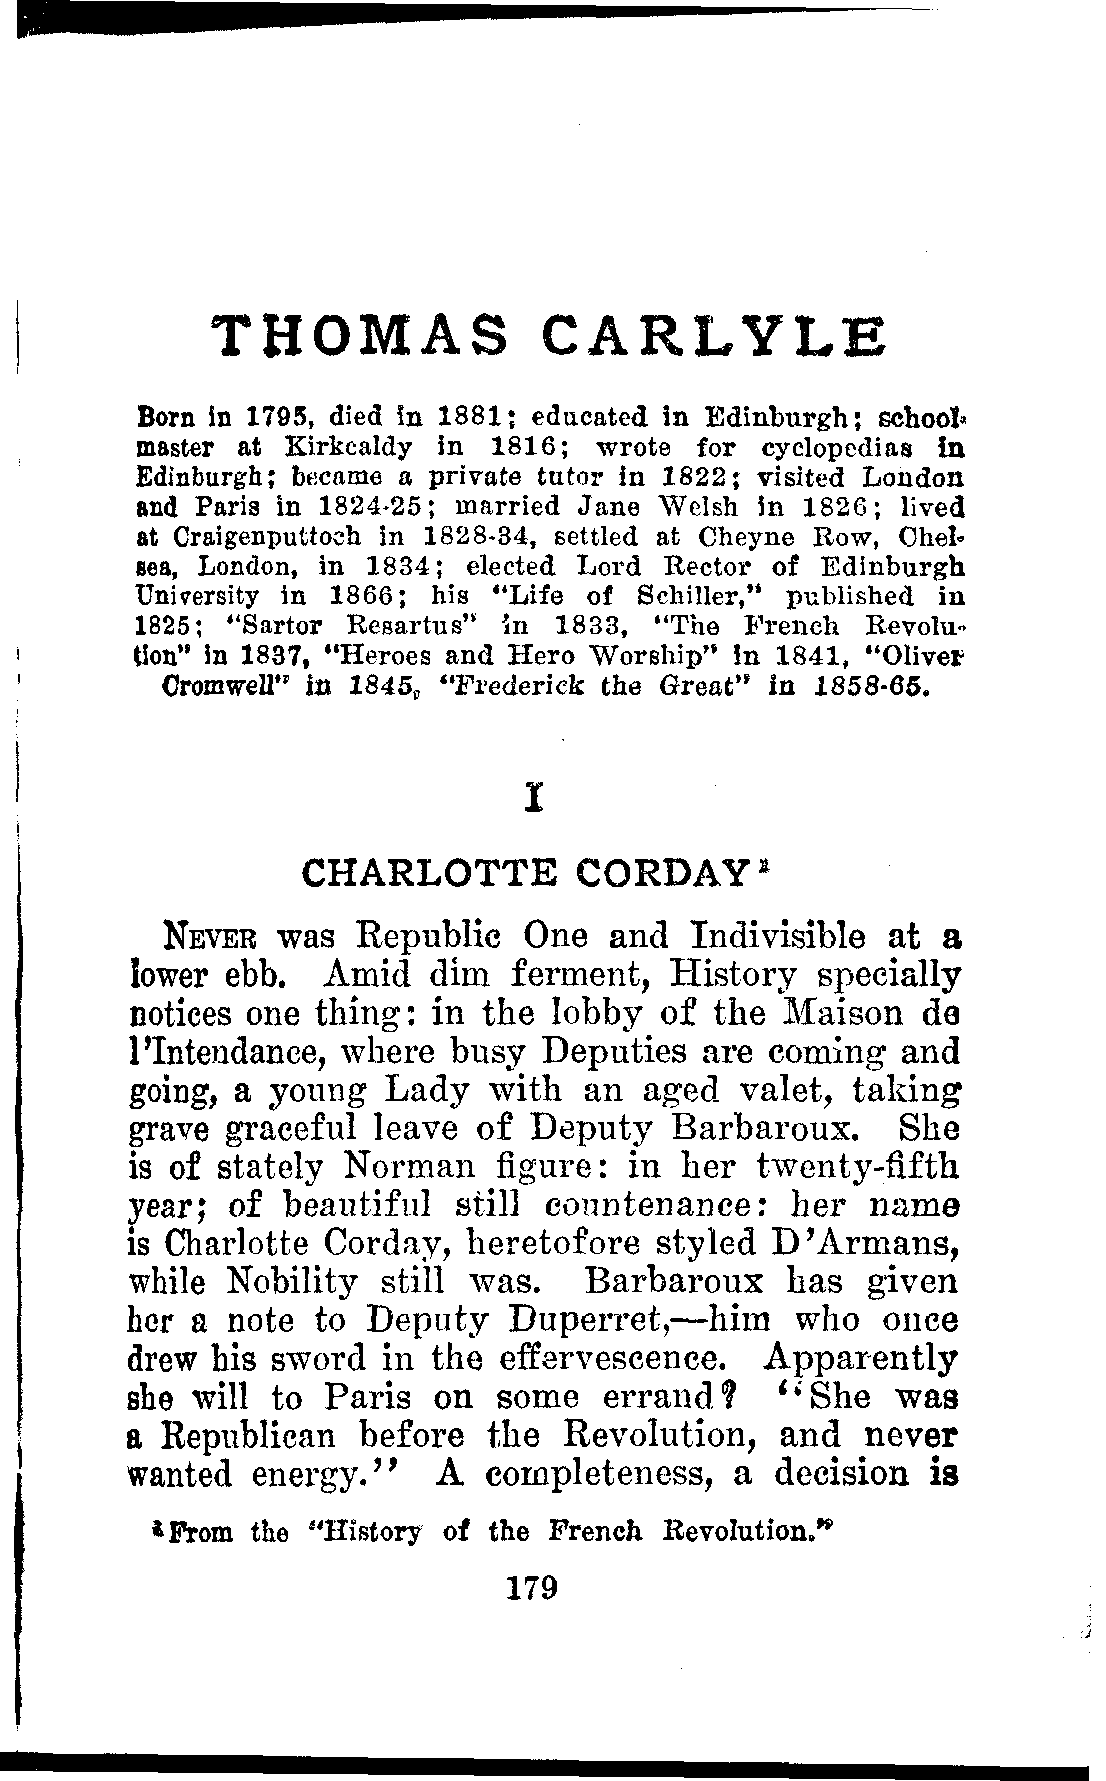 THOMAS CARLYLE
Born in 1795, died in 1881; educated in Edinburgh; school-
master at Kirkcaldy in 1816; wrote for cyclopedias in
Edinburgh; became a private tutor in 1822; visited London
and Paris in 1824-25; married Jane Welsh in 1826; lived
at Craigenputtoch in 1828-34, settled at Cheyne Row, Chel-
sea, London, in 1834; elected Lord Rector of Edinburgh
University in 1866; his "Life of Schiller," published in
1825; "Sartor Resartus" in 1833, "The French Revolu-
tion" in 1837, "Heroes and Hero Worship" in 1841, "Oliver
Cromwell" in 1845, "Frederick the Great" in 1858-65.
I
CHARLOTTE CORDAY¹
NEVER was Republic One and Indivisible at a
lower ebb. Amid dim ferment, History specially
notices one thing: in the lobby of the Maison de
l'Intendance, where busy Deputies are coming and
going, a young Lady with an aged valet, taking
grave graceful leave of Deputy Barbaroux. She
is of stately Norman figure: in her twenty-fifth
year; of beautiful still countenance: her name
is Charlotte Corday, heretofore styled D'Armans,
while Nobility still was. Barbaroux has given
her a note to Deputy Duperret,—him who once
drew his sword in the effervescence. Apparently
she will to Paris on some errand? "She was
a Republican before the Revolution, and never
wanted energy." A completeness, a decision is
¹ From the "History of the French Revolution."
179